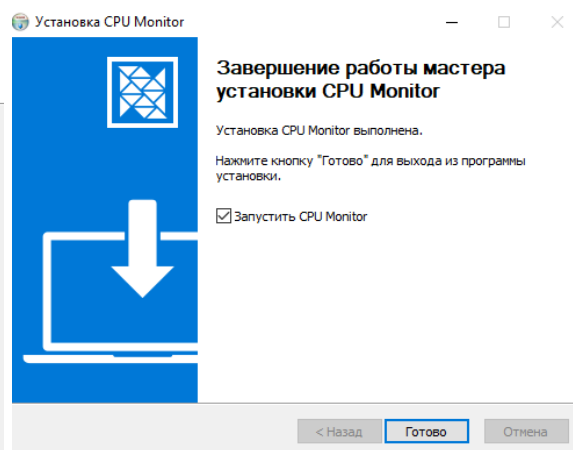 Установка CPU Monitor
Завершение работы мастера
установки CPU Monitor
Установка CPU Monitor выполнена.
Нажмите кнопку "Готово" для выхода из программы
установки.
Запустить CPU Monitor
< Назад
Готово
Отмена